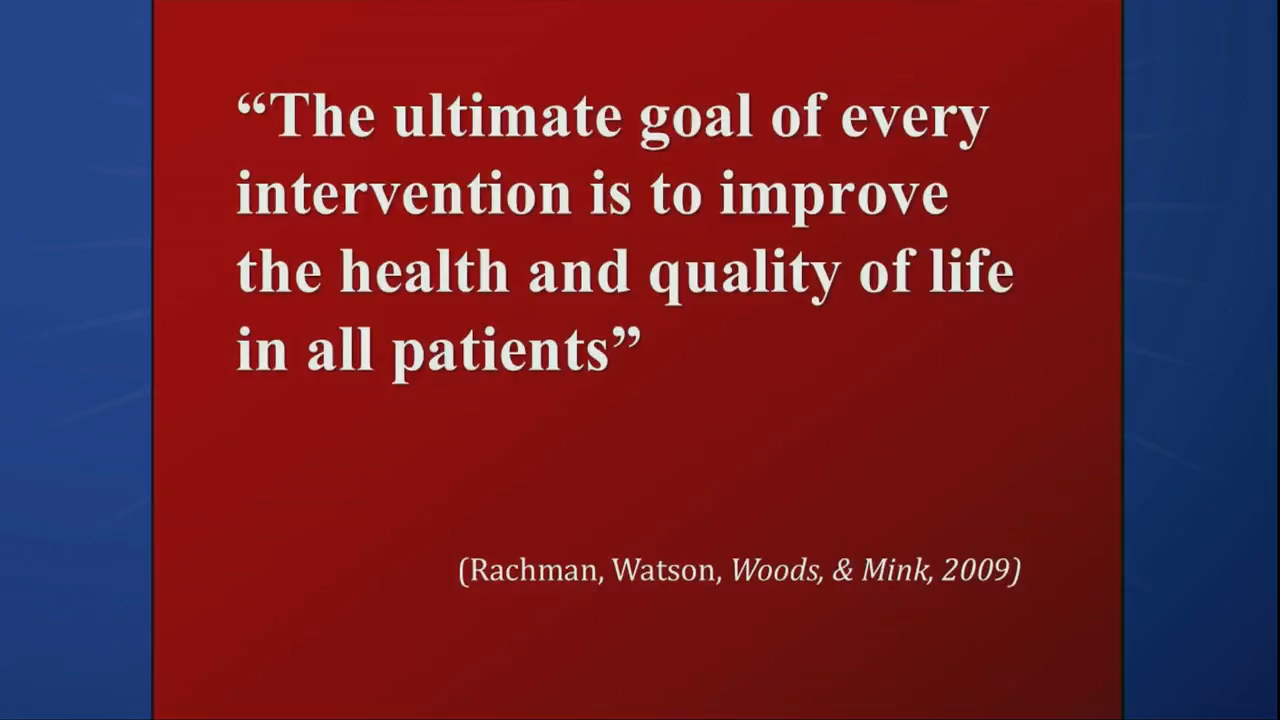 “The ultimate goal of every
intervention is to improve
the health and quality of life
in all patients”
(Rachman, Watson, Woods, & Mink, 2009)